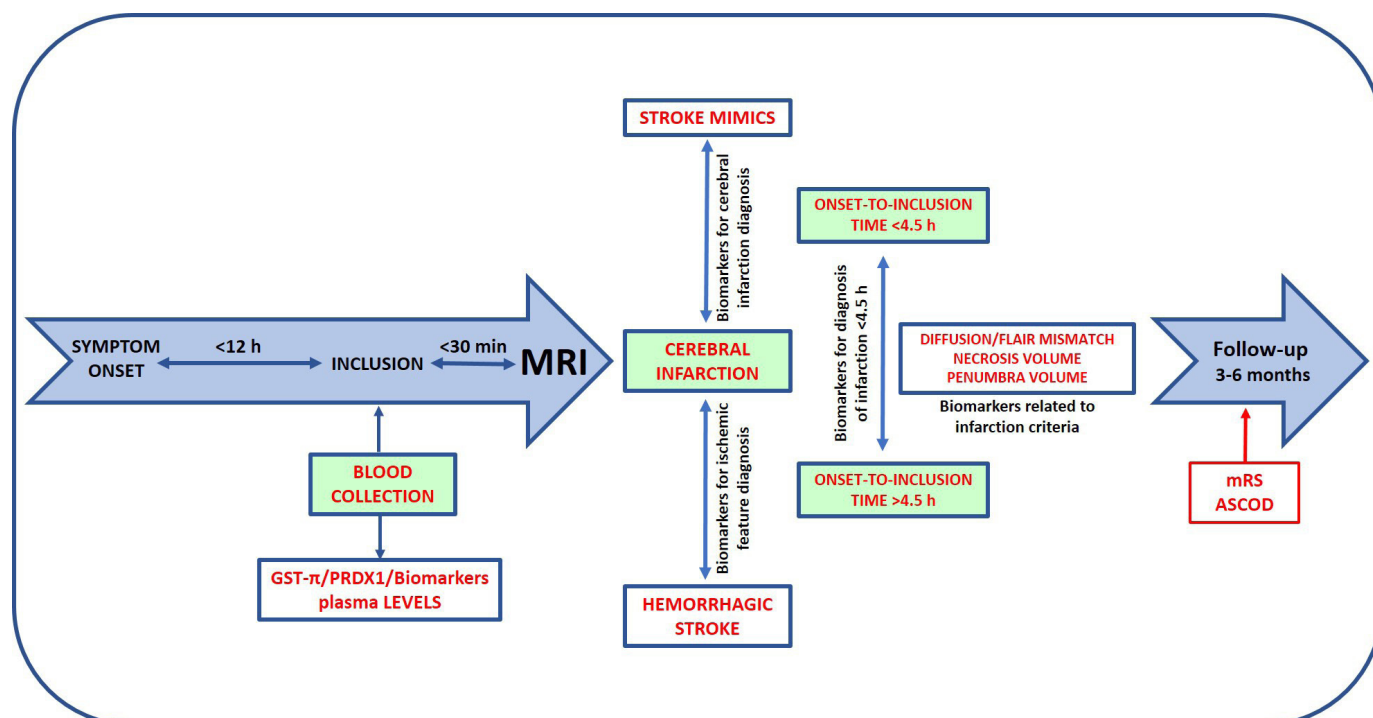 SYMPTOM
ONSET
<12 h
INCLUSION
<30 min
MRI
BLOOD
COLLECTION
GST-π/PRDX1/Biomarkers
plasma LEVELS
STROKE MIMICS
Biomarkers for cerebral
infarction diagnosis
CEREBRAL
INFARCTION
Biomarkers for ischemic
feature diagnosis
HEMORRHAGIC
STROKE
ONSET-TO-INCLUSION
TIME <4.5 h
Biomarkers for diagnosis
of infarction <4.5 h
ONSET-TO-INCLUSION
TIME >4.5 h
DIFFUSION/FLAIR MISMATCH
NECROSIS VOLUME
PENUMBRA VOLUME
Biomarkers related to
infarction criteria
Follow-up
3-6 months
mRS
ASCOD